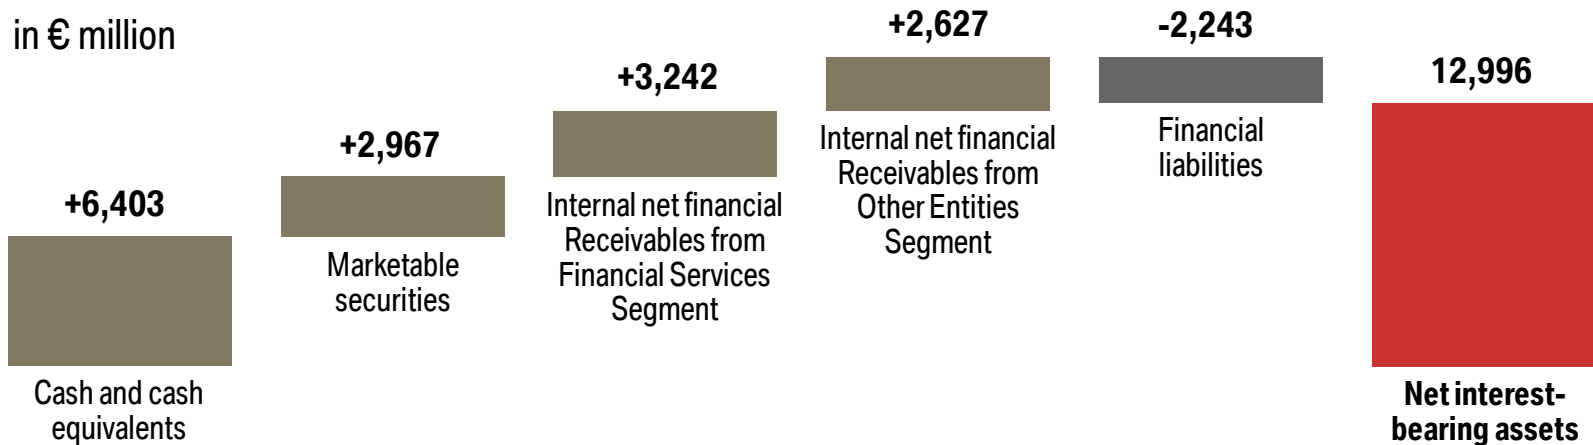 in € million
+6,403
Cash and cash
equivalents
+2,967
Marketable
securities
+3,242
Internal net financial
Receivables from
Financial Services
Segment
+2,627
Internal net financial
Receivables from
Other Entities
Segment
-2,243
Financial
liabilities
12,996
Net interest-
bearing assets